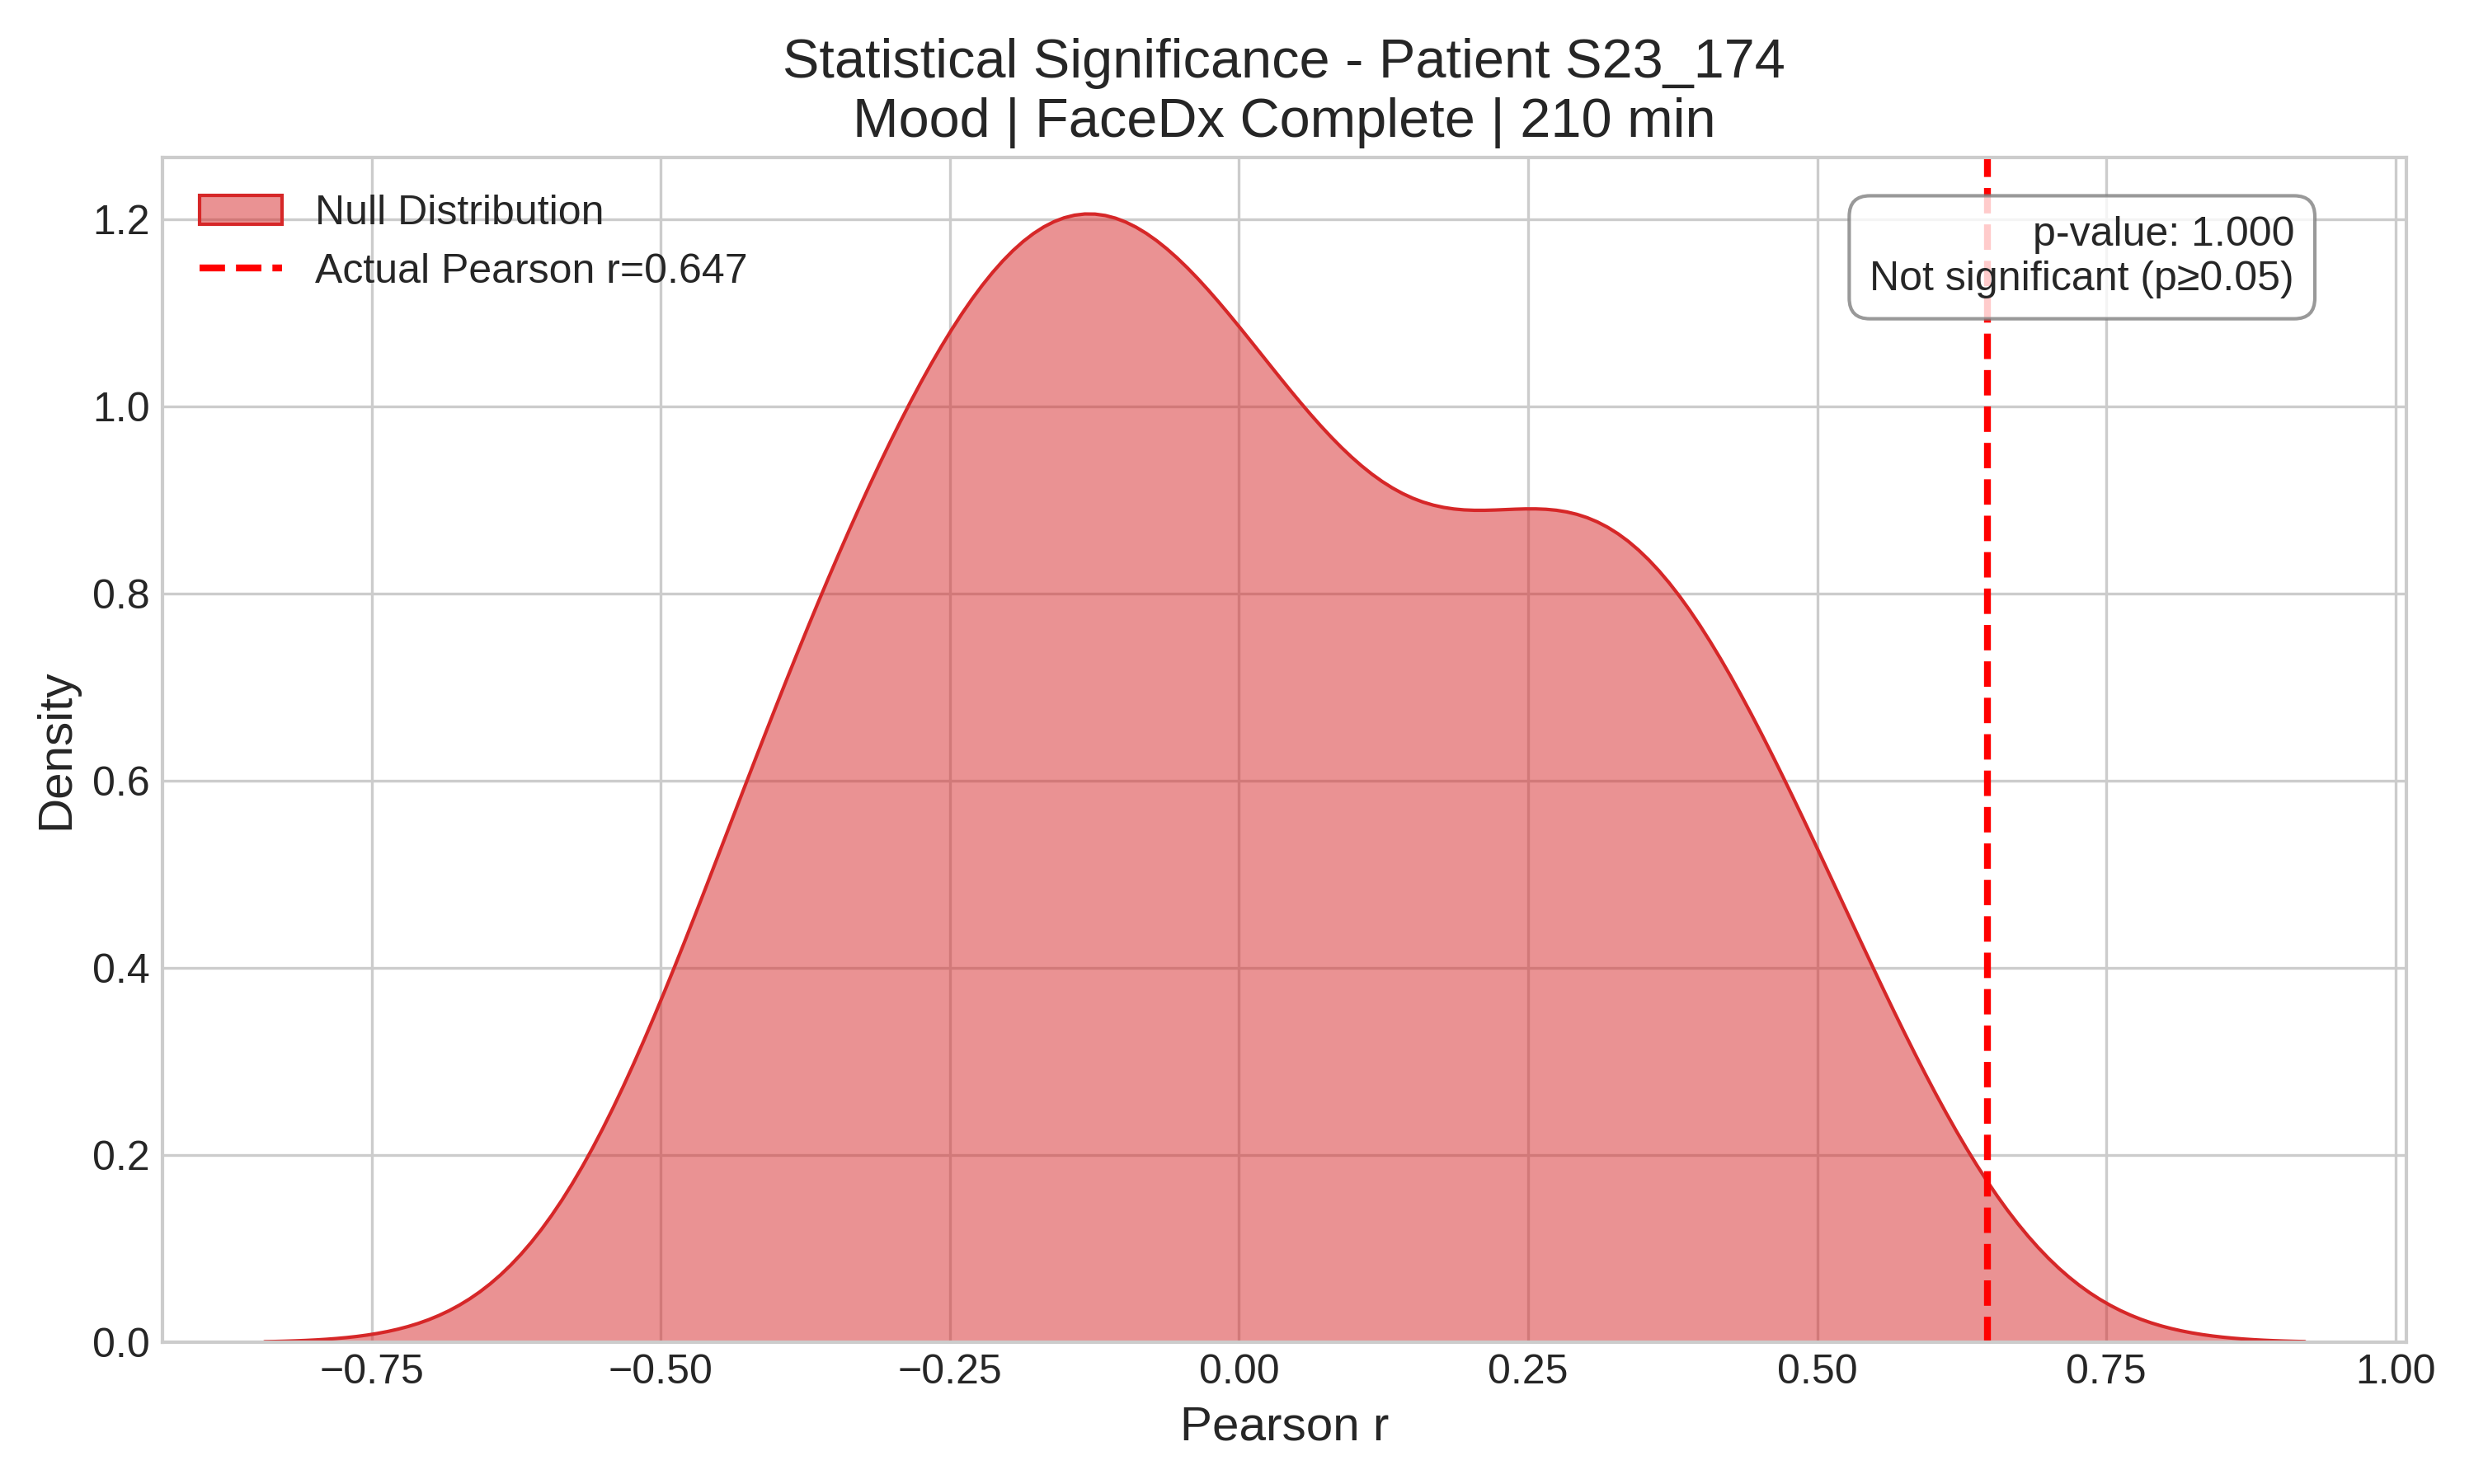 Statistical Significance - Patient S23_174
Mood | FaceDx Complete | 210 min
Null Distribution
Actual Pearson r=0.647
p-value: 1.000
Not significant (p≥0.05)
1.2
1.0
0.8
0.6
0.4
0.2
0.0
Density
−0.75 −0.50 −0.25 0.00 0.25 0.50 0.75 1.00
Pearson r